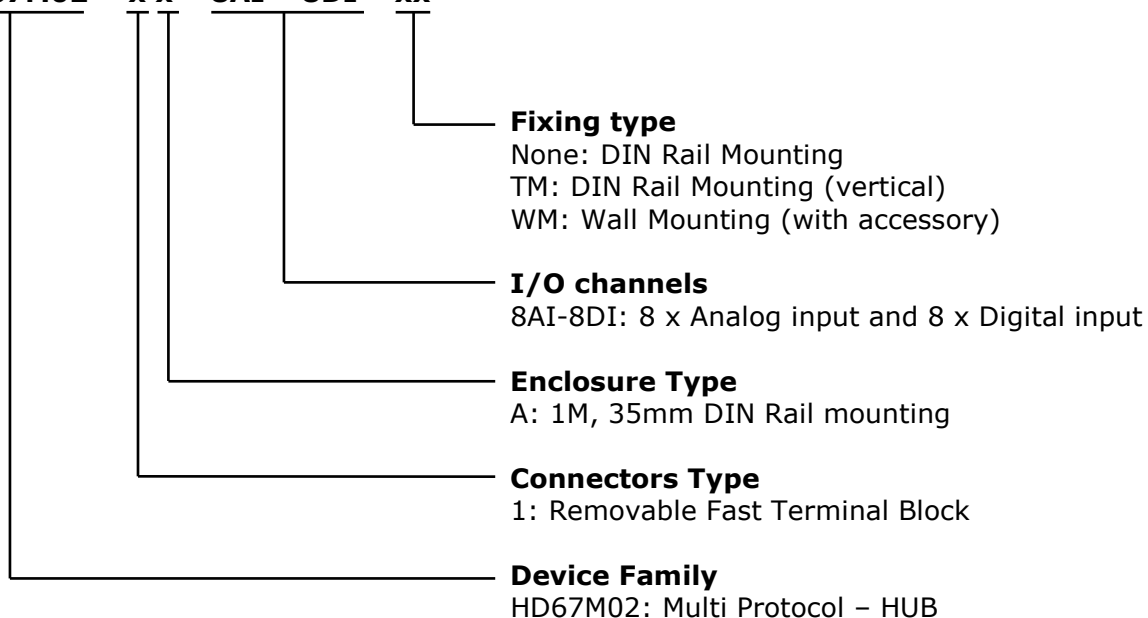 Fixing type
None: DIN Rail Mounting
TM: DIN Rail Mounting (vertical)
WM: Wall Mounting (with accessory)
I/O channels
8AI-8DI: 8 x Analog input and 8 x Digital input
Enclosure Type
A: 1M, 35mm DIN Rail mounting
Connectors Type
1: Removable Fast Terminal Block
Device Family
HD67M02: Multi Protocol – HUB